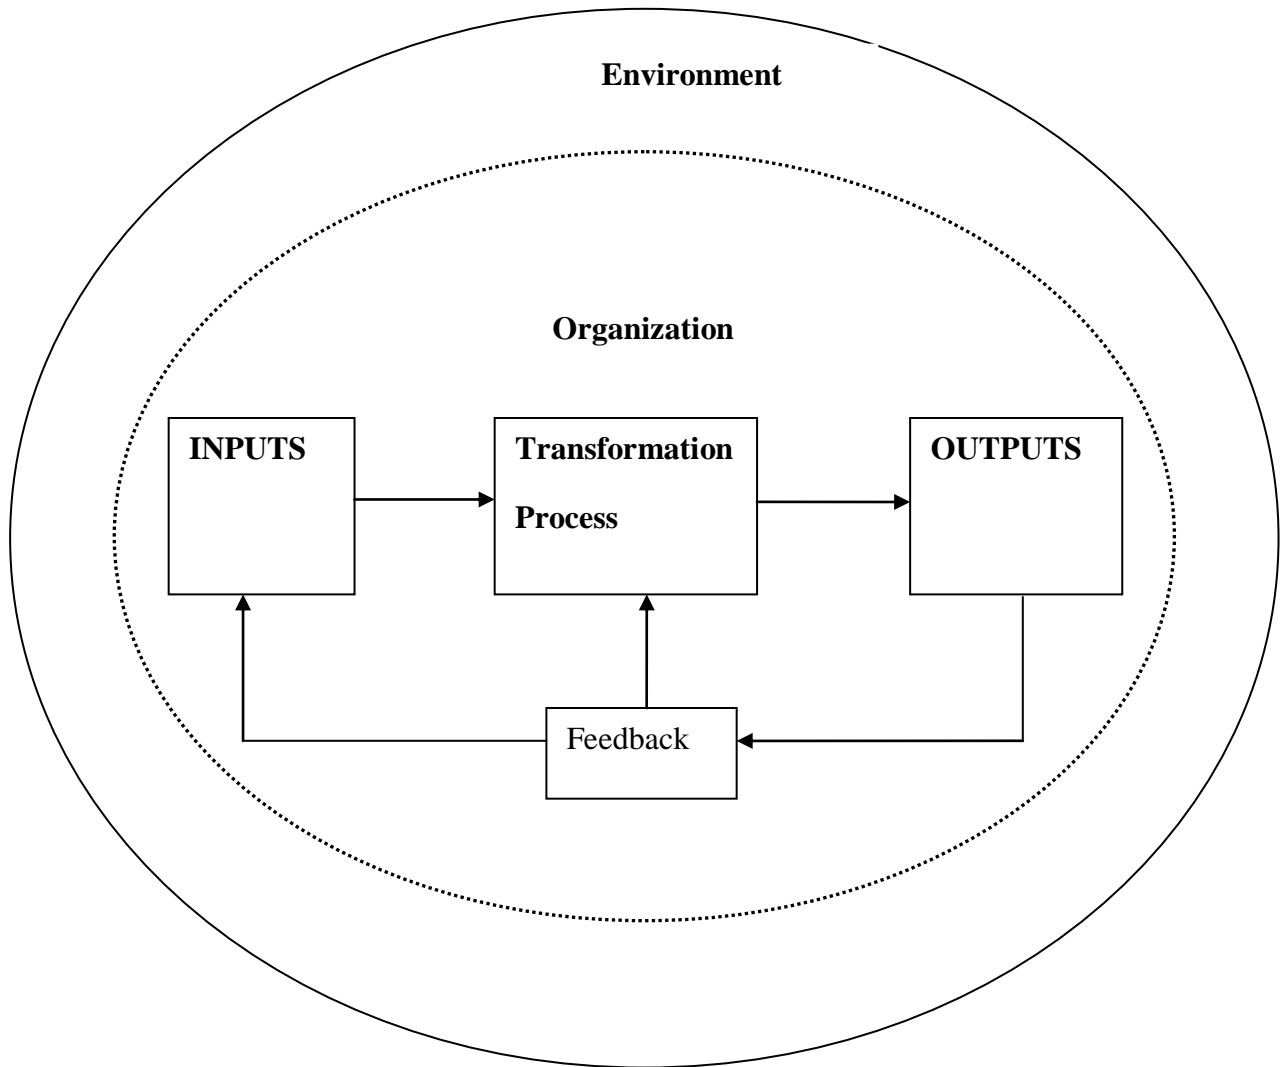 Environment
Organization
INPUTS
Transformation
Process
OUTPUTS
Feedback